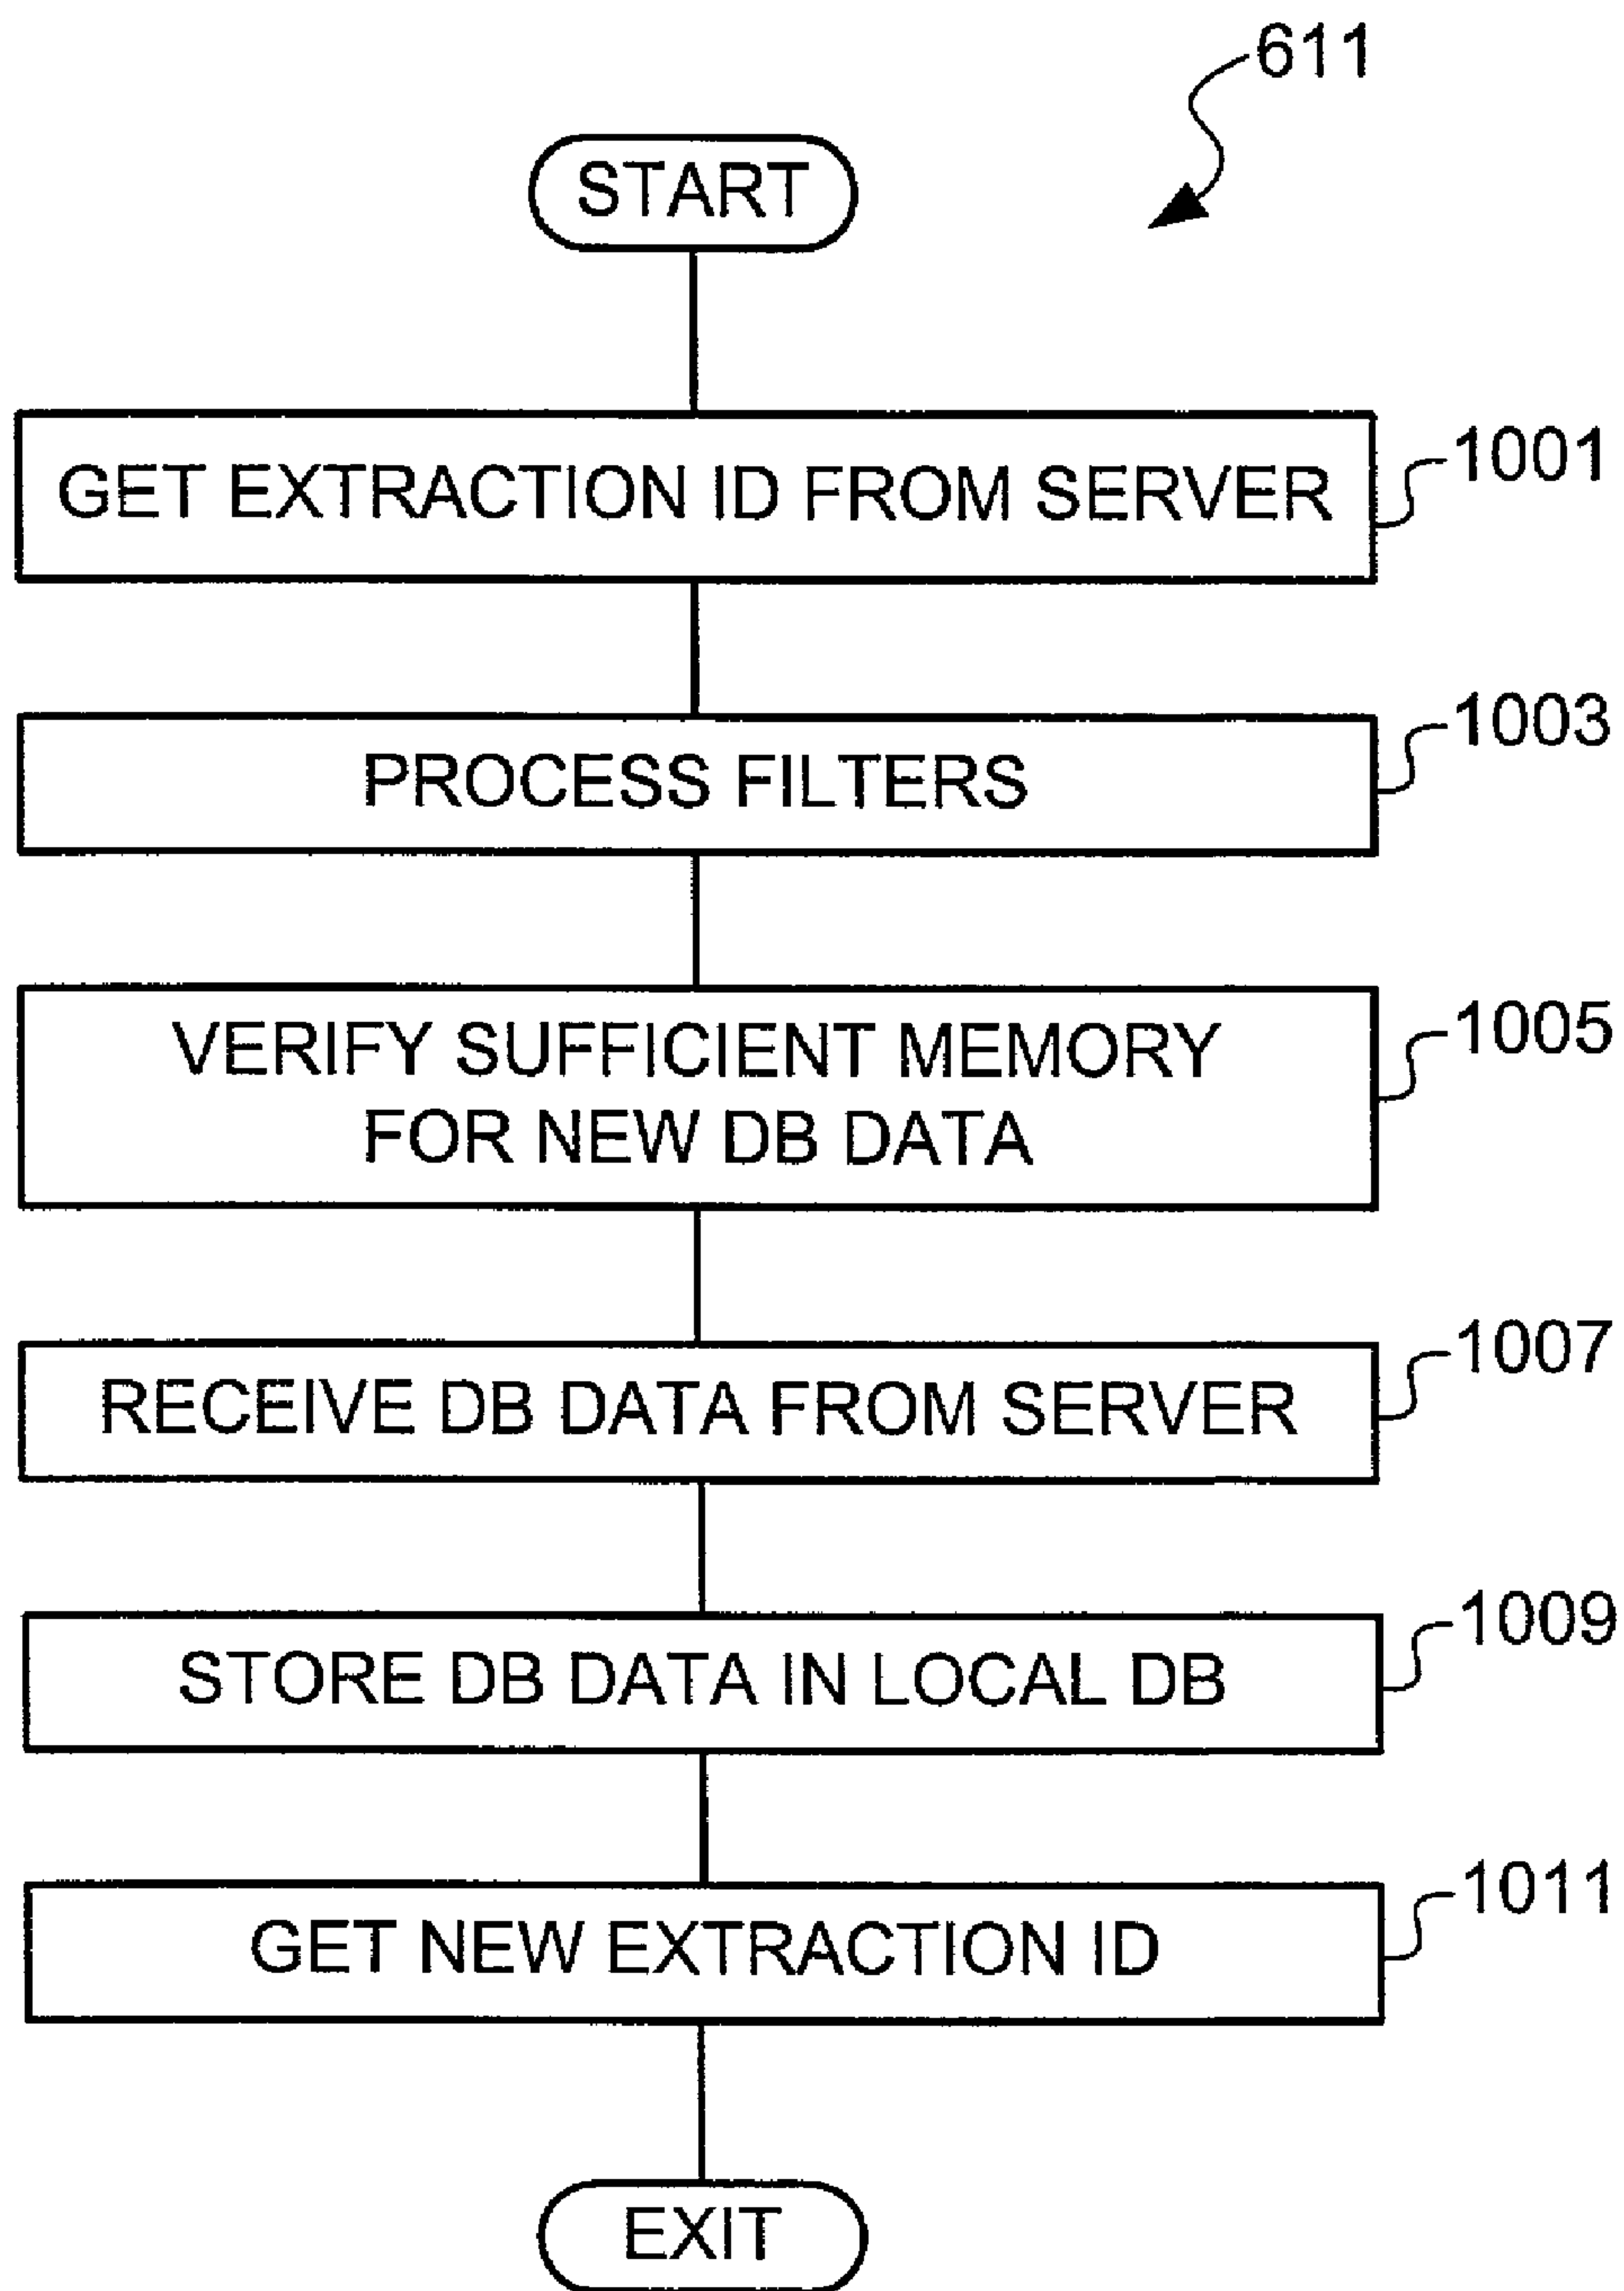 611
START
GET EXTRACTION ID FROM SERVER
1001
PROCESS FILTERS
1003
VERIFY SUFFICIENT MEMORY
FOR NEW DB DATA
1005
RECEIVE DB DATA FROM SERVER
1007
STORE DB DATA IN LOCAL DB
1009
GET NEW EXTRACTION ID
1011
EXIT